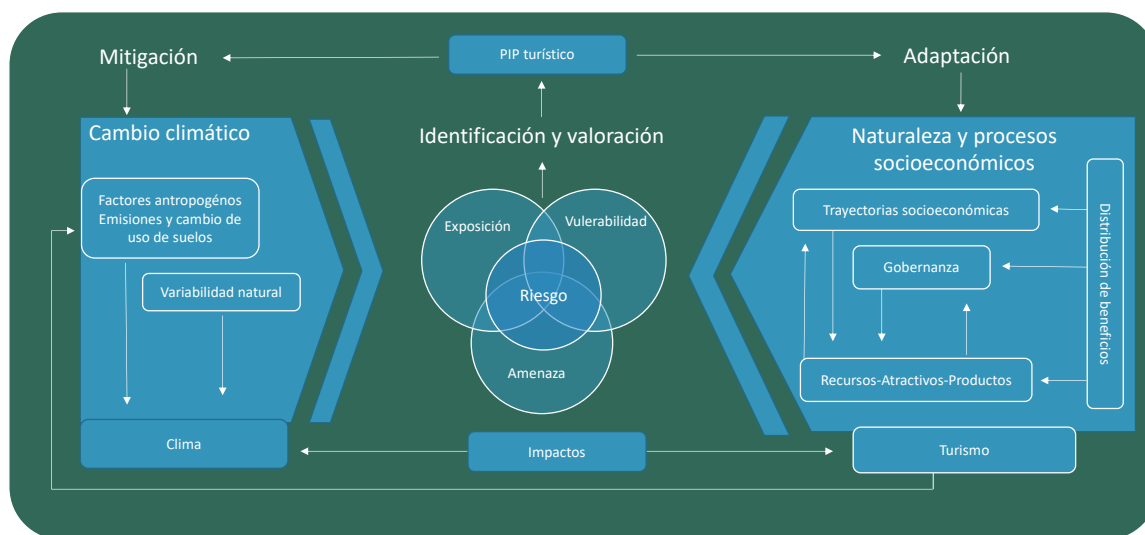 PIP turístico
Mitigación
Adaptación
Cambio climático
Factores antropogénos
Emisiones y cambio de
uso de suelos
Variabilidad natural
Clima
Identificación y valoración
Exposición
Vulnerabilidad
Riesgo
Amenaza
Impactos
Naturaleza y procesos
socioeconómicos
Trayectorias socioeconómicas
Gobernanza
Recursos-Atractivos-Productos
Distribución de
beneficios
Turismo